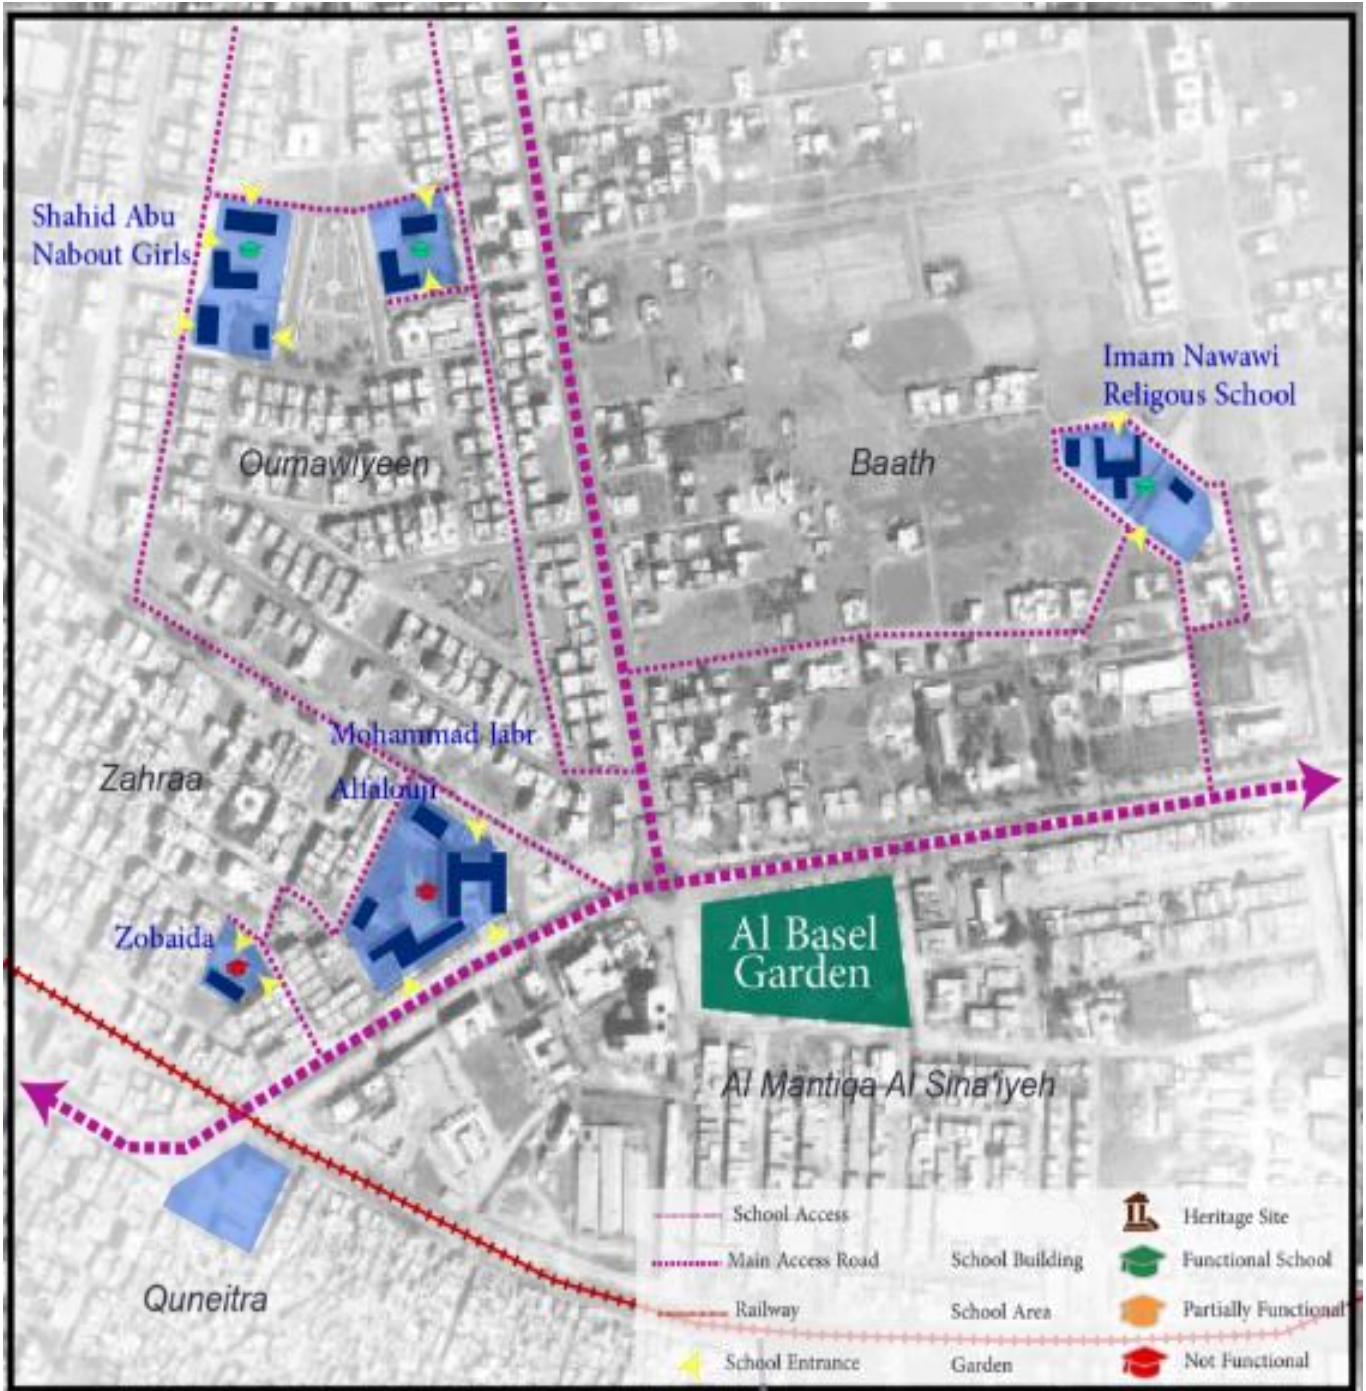 Shahid Abu
Nabout Girls
Imam Nawawi
Religous School
Oumawiyeen
Baath
Mohammad Jabr
Alfalouji
Zahraa
Zobaida
Al Basel
Garden
Al Mantiqa Al Sina'iyeh
Quneitra
School Access
Main Access Road
Railway
School Entrance
School Building
School Area
Garden
Heritage Site
Functional School
Partially Functional
Not Functional